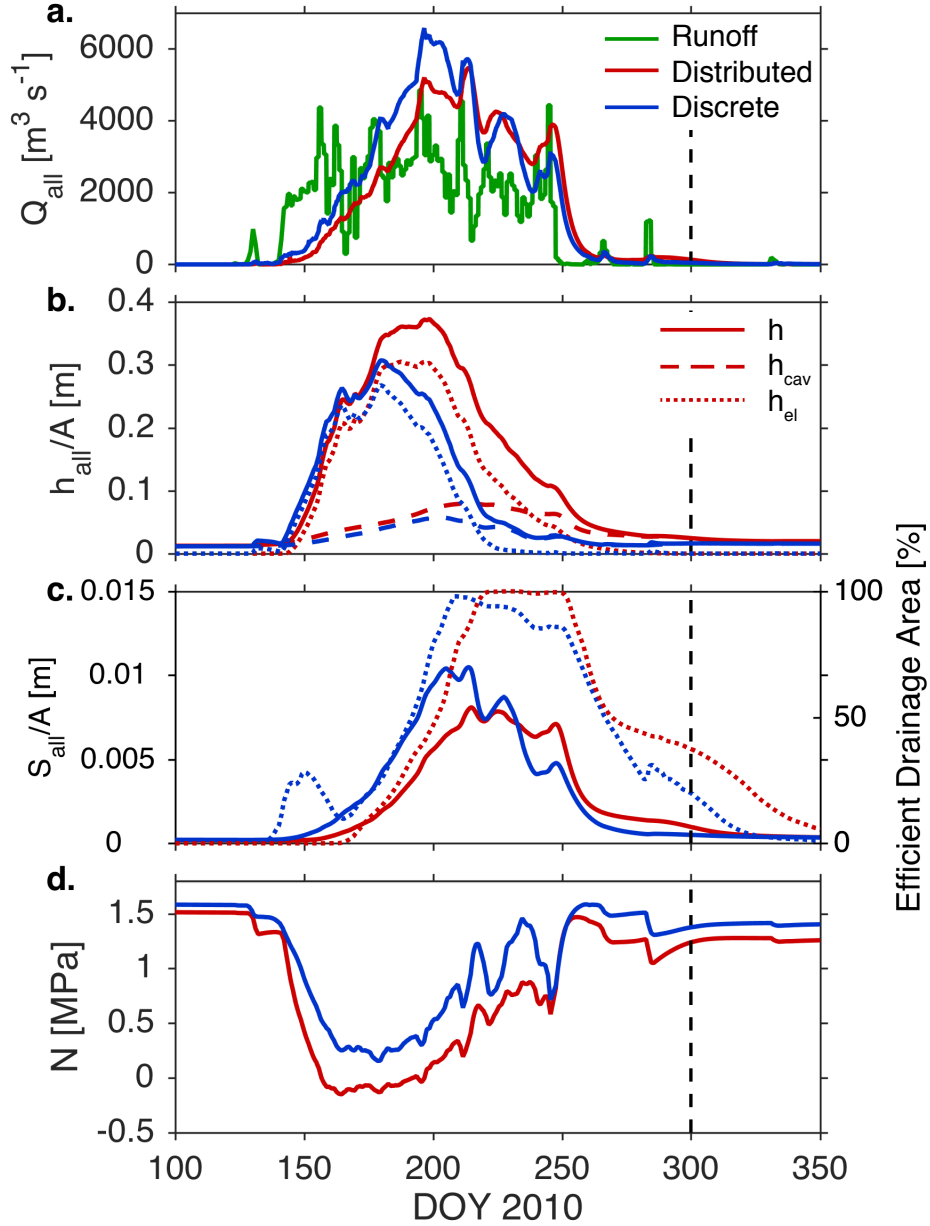 a.
6000
4000
2000
0
Q_all [m³ s⁻¹]
Runoff
Distributed
Discrete
b.
0.4
0.3
0.2
0.1
0
h_all/A [m]
h
h_cav
h_el
c.
0.015
0.01
0.005
0
S_all/A [m]
100
50
0
Efficient Drainage Area [%]
d.
1.5
1
0.5
0
-0.5
N [MPa]
100 150 200 250 300 350
DOY 2010